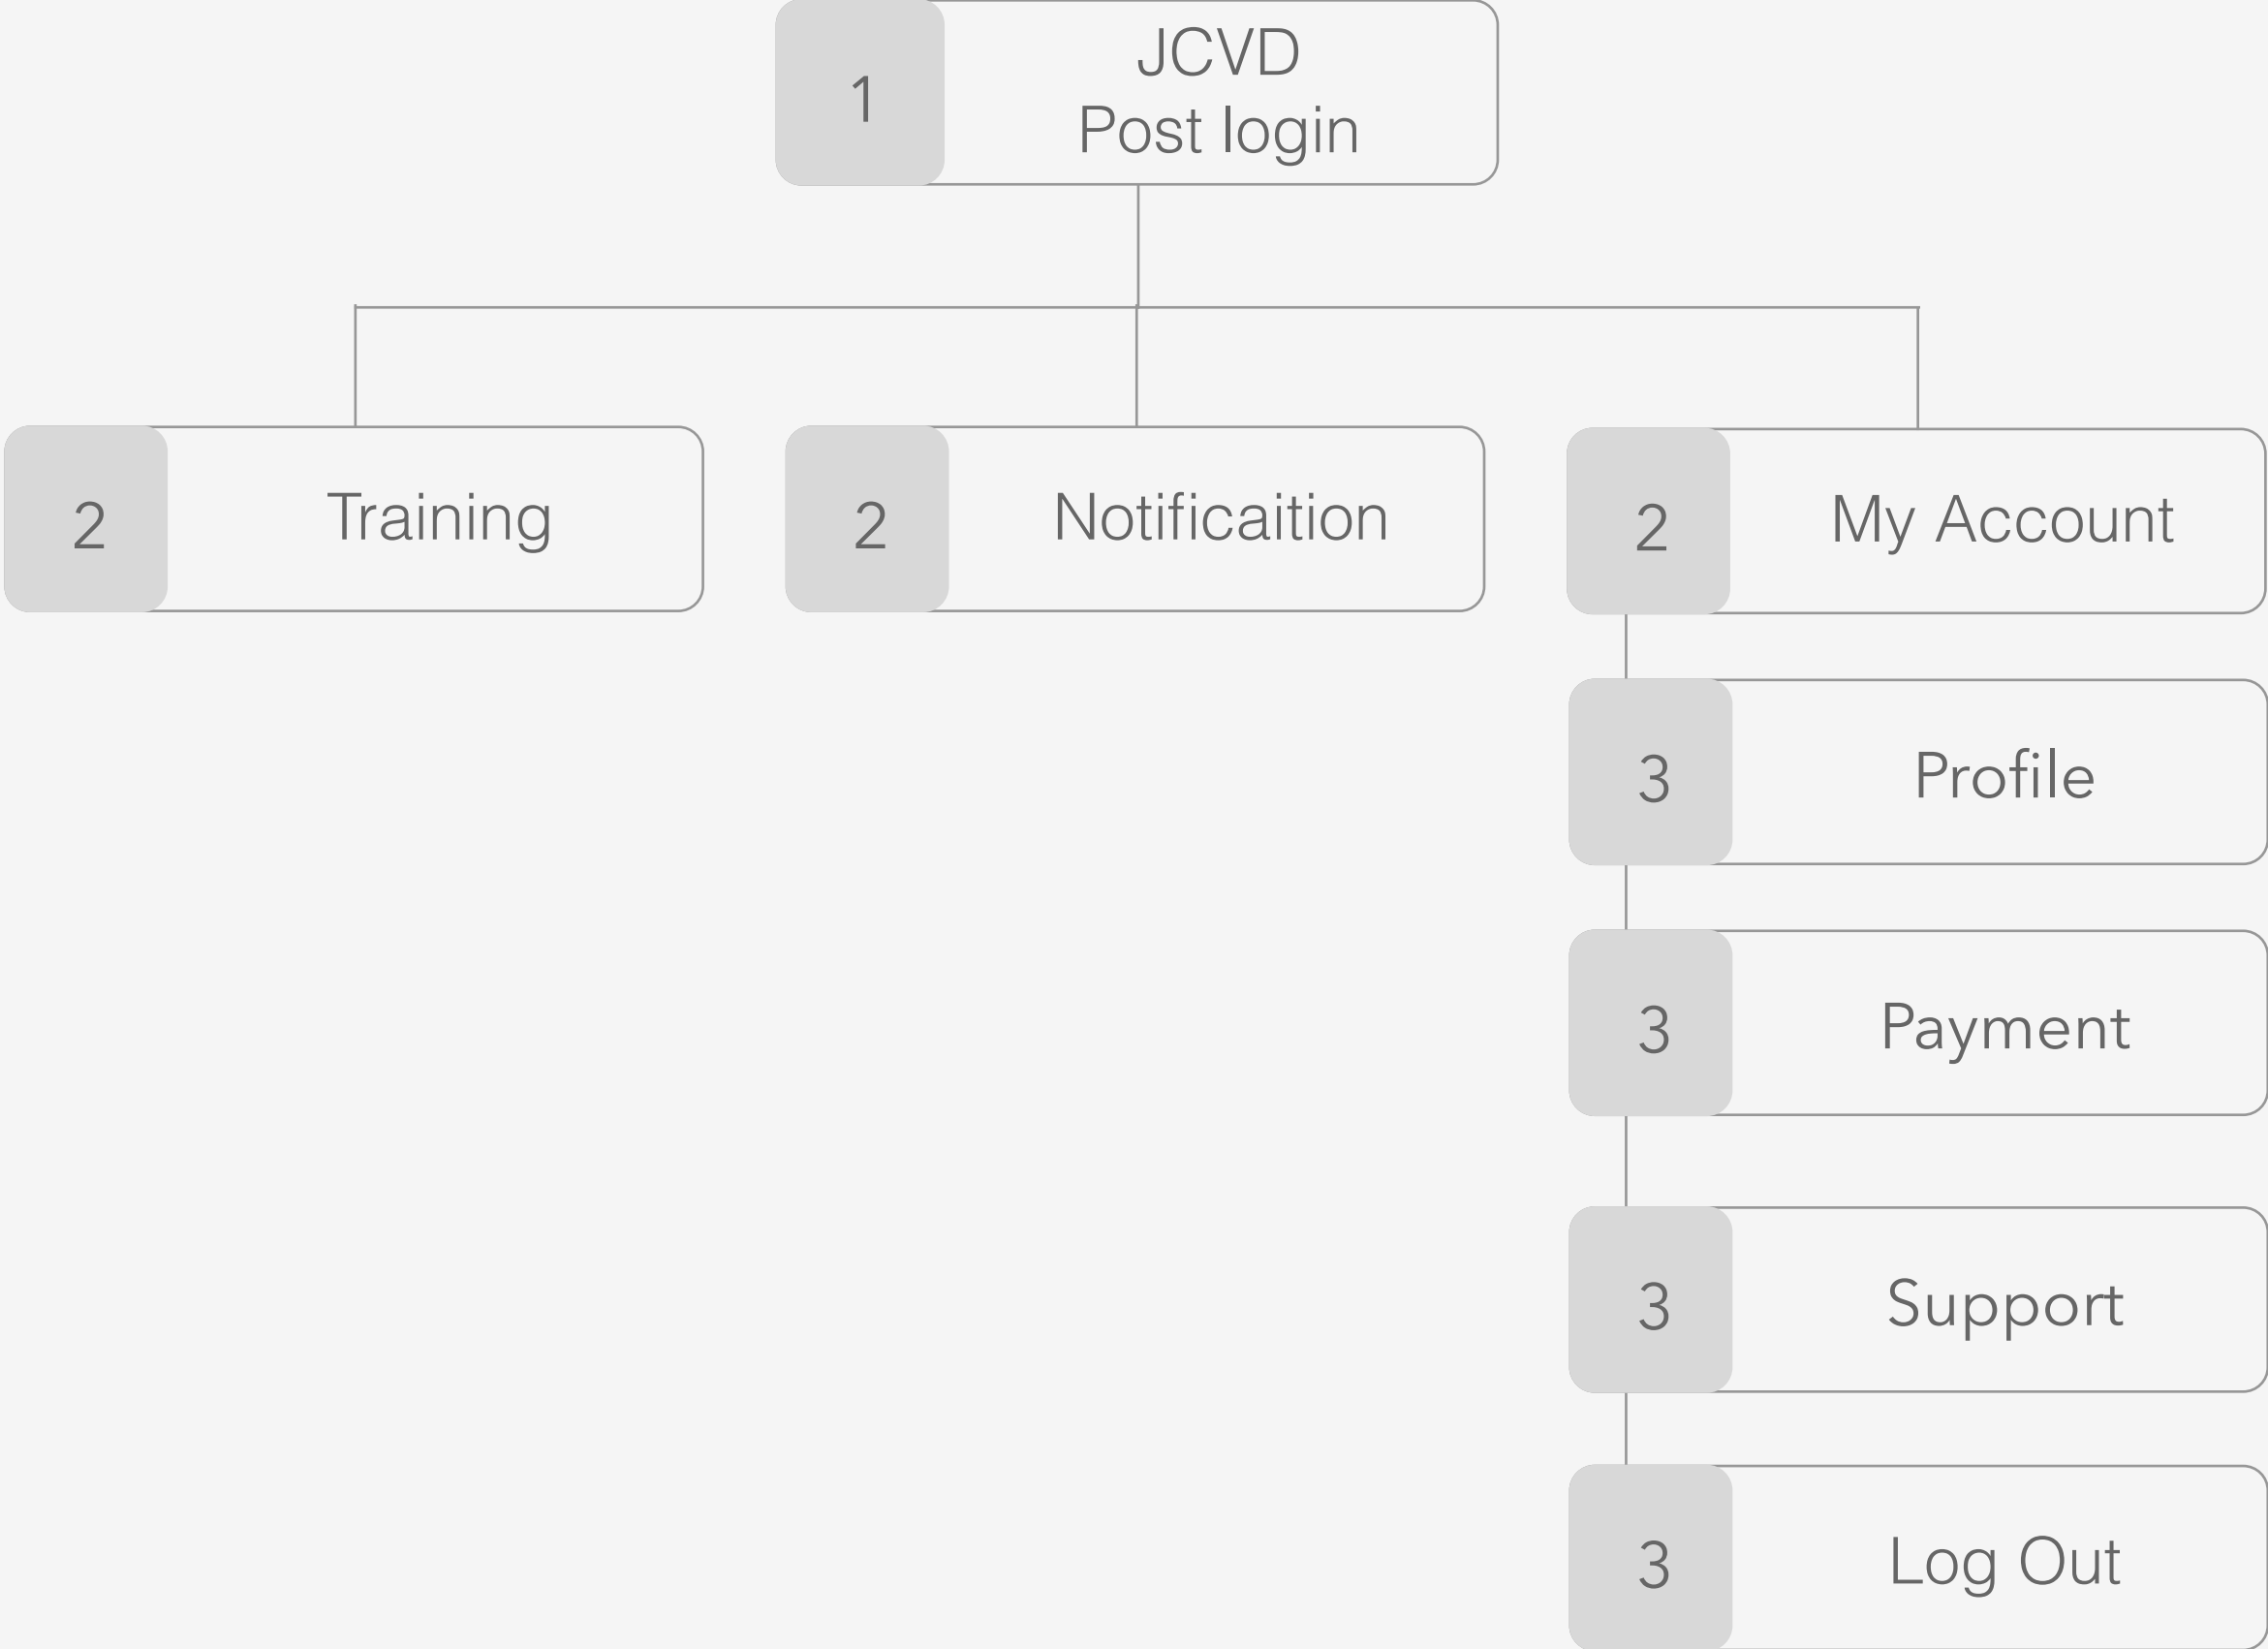 1
JCVD
Post login
2
Training
2
Notification
2
My Account
3
Profile
3
Payment
3
Support
3
Log Out